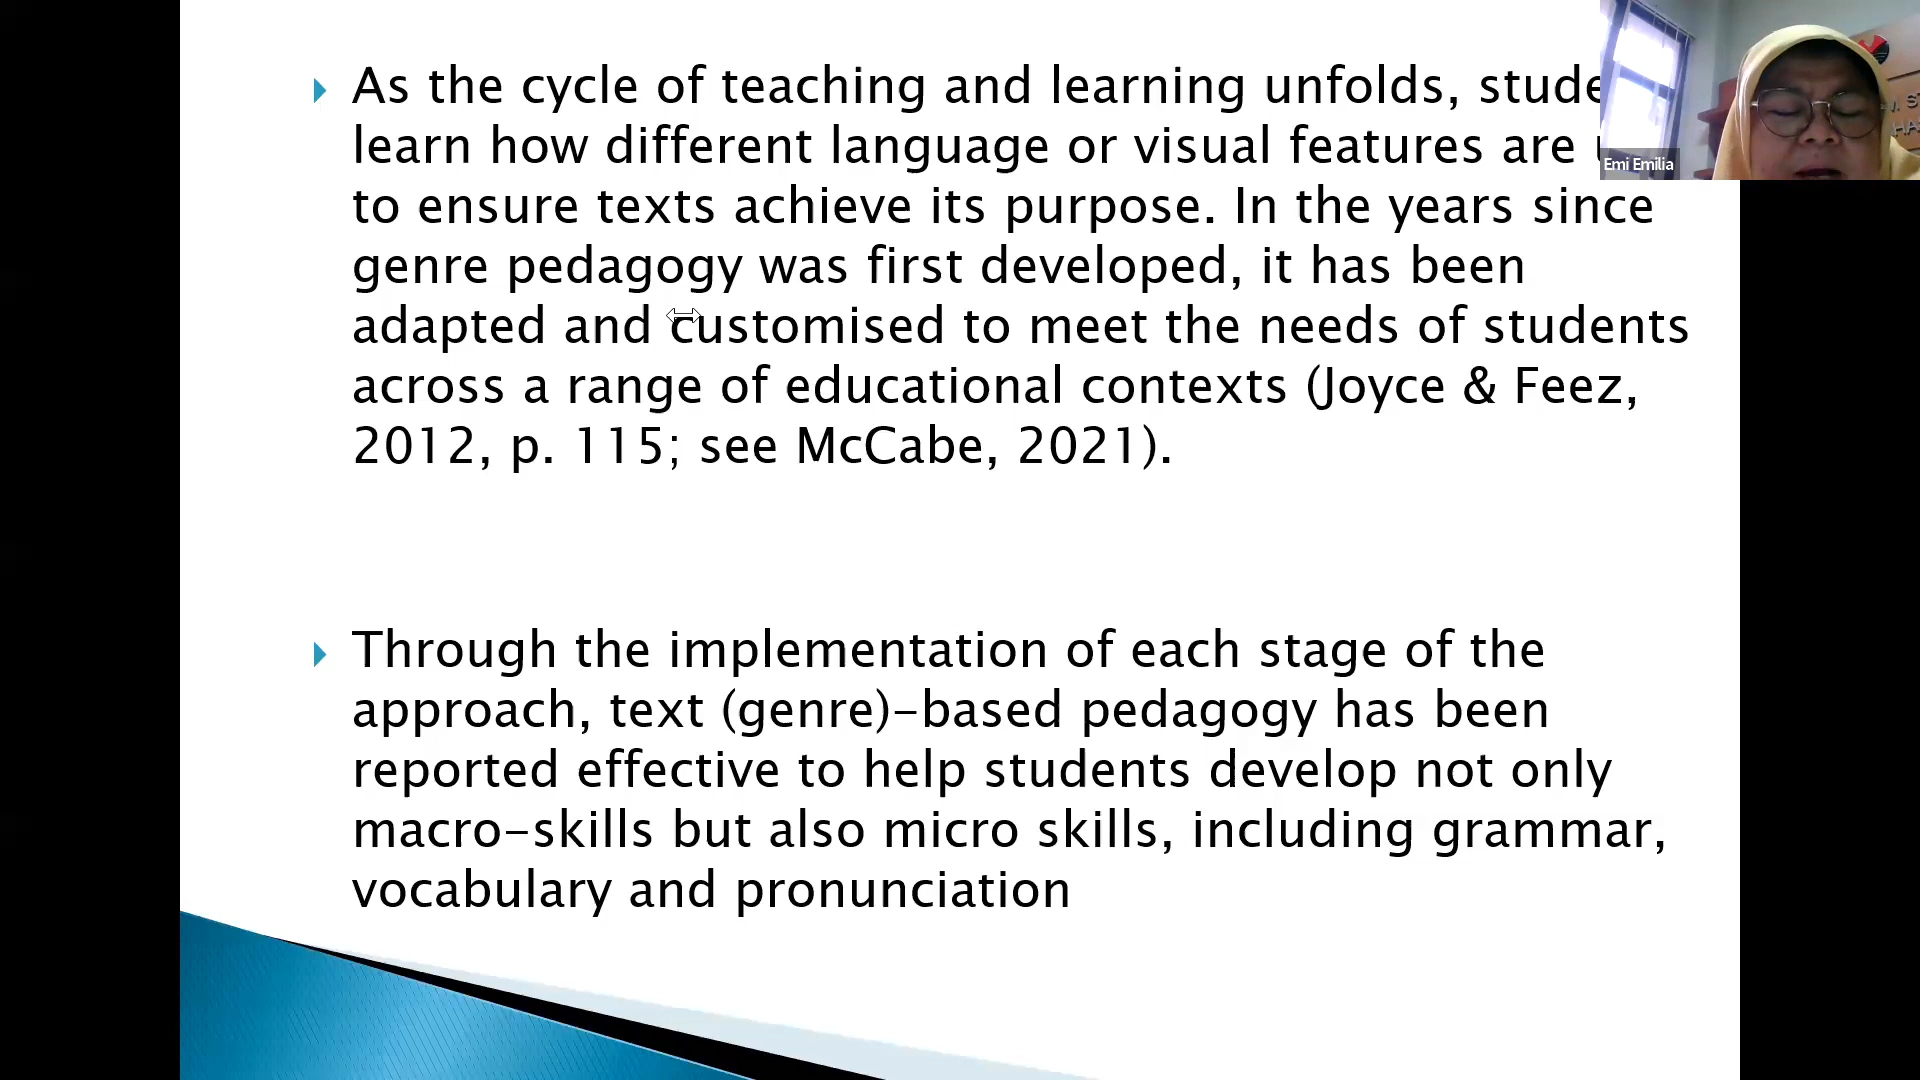 As the cycle of teaching and learning unfolds,
learn how different language or visual features are
to ensure texts achieve its purpose. In the years since
genre pedagogy was first developed, it has been
adapted and customised to meet the needs of students
across a range of educational contexts (Joyce & Feez,
2012, p. 115; see McCabe, 2021).
Through the implementation of each stage of the
approach, text (genre)-based pedagogy has been
reported effective to help students develop not only
macro-skills but also micro skills, including grammar,
vocabulary and pronunciation
Emi Emilia